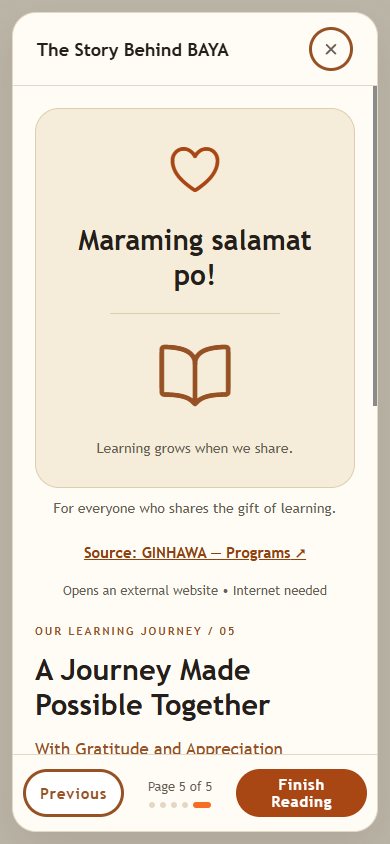 The Story Behind BAYA
Maraming salamat
po!
Learning grows when we share.
For everyone who shares the gift of learning.
Source: GINHAWA — Programs ↗
Opens an external website • Internet needed
OUR LEARNING JOURNEY / 05
A Journey Made
Possible Together
With Gratitude and Appreciation
Previous
Page 5 of 5
Finish
Reading